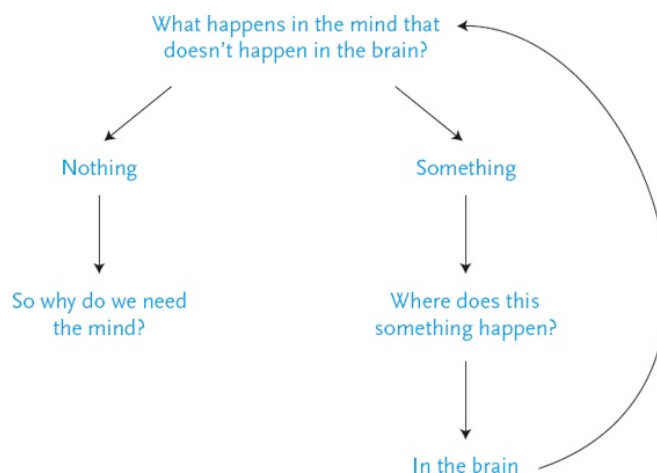 What happens in the mind that
doesn't happen in the brain?
Nothing
Something
So why do we need
the mind?
Where does this
something happen?
In the brain